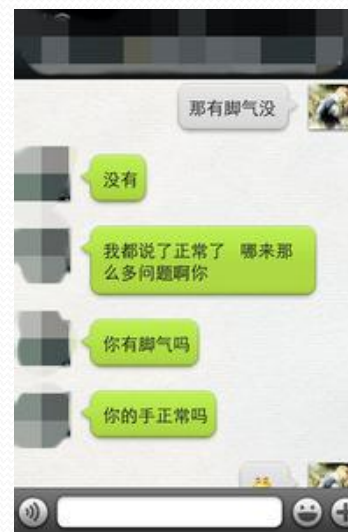 那有脚气没
没有
我都说了正常了 哪来那
么多问题啊你
你有脚气吗
你的手正常吗